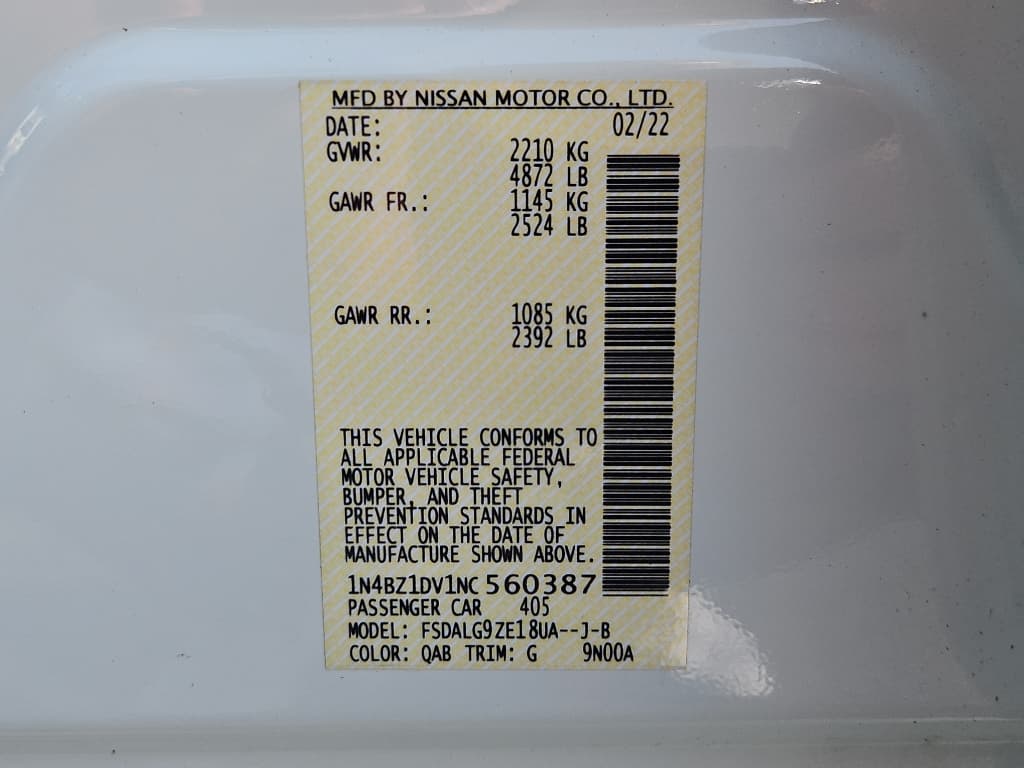 MFD BY NISSAN MOTOR CO., LTD.
DATE: 02/22
GVWR: 2210 KG
4872 LB
GAWR FR.: 1145 KG
2524 LB
GAWR RR.: 1085 KG
2392 LB
THIS VEHICLE CONFORMS TO
ALL APPLICABLE FEDERAL
MOTOR VEHICLE SAFETY,
BUMPER, AND THEFT
PREVENTION STANDARDS IN
EFFECT ON THE DATE OF
MANUFACTURE SHOWN ABOVE.
1N4BZ1DV1NC 560387
PASSENGER CAR 405
MODEL: FSDALG9ZE18UA--J-B
COLOR: QAB TRIM: G 9N00A